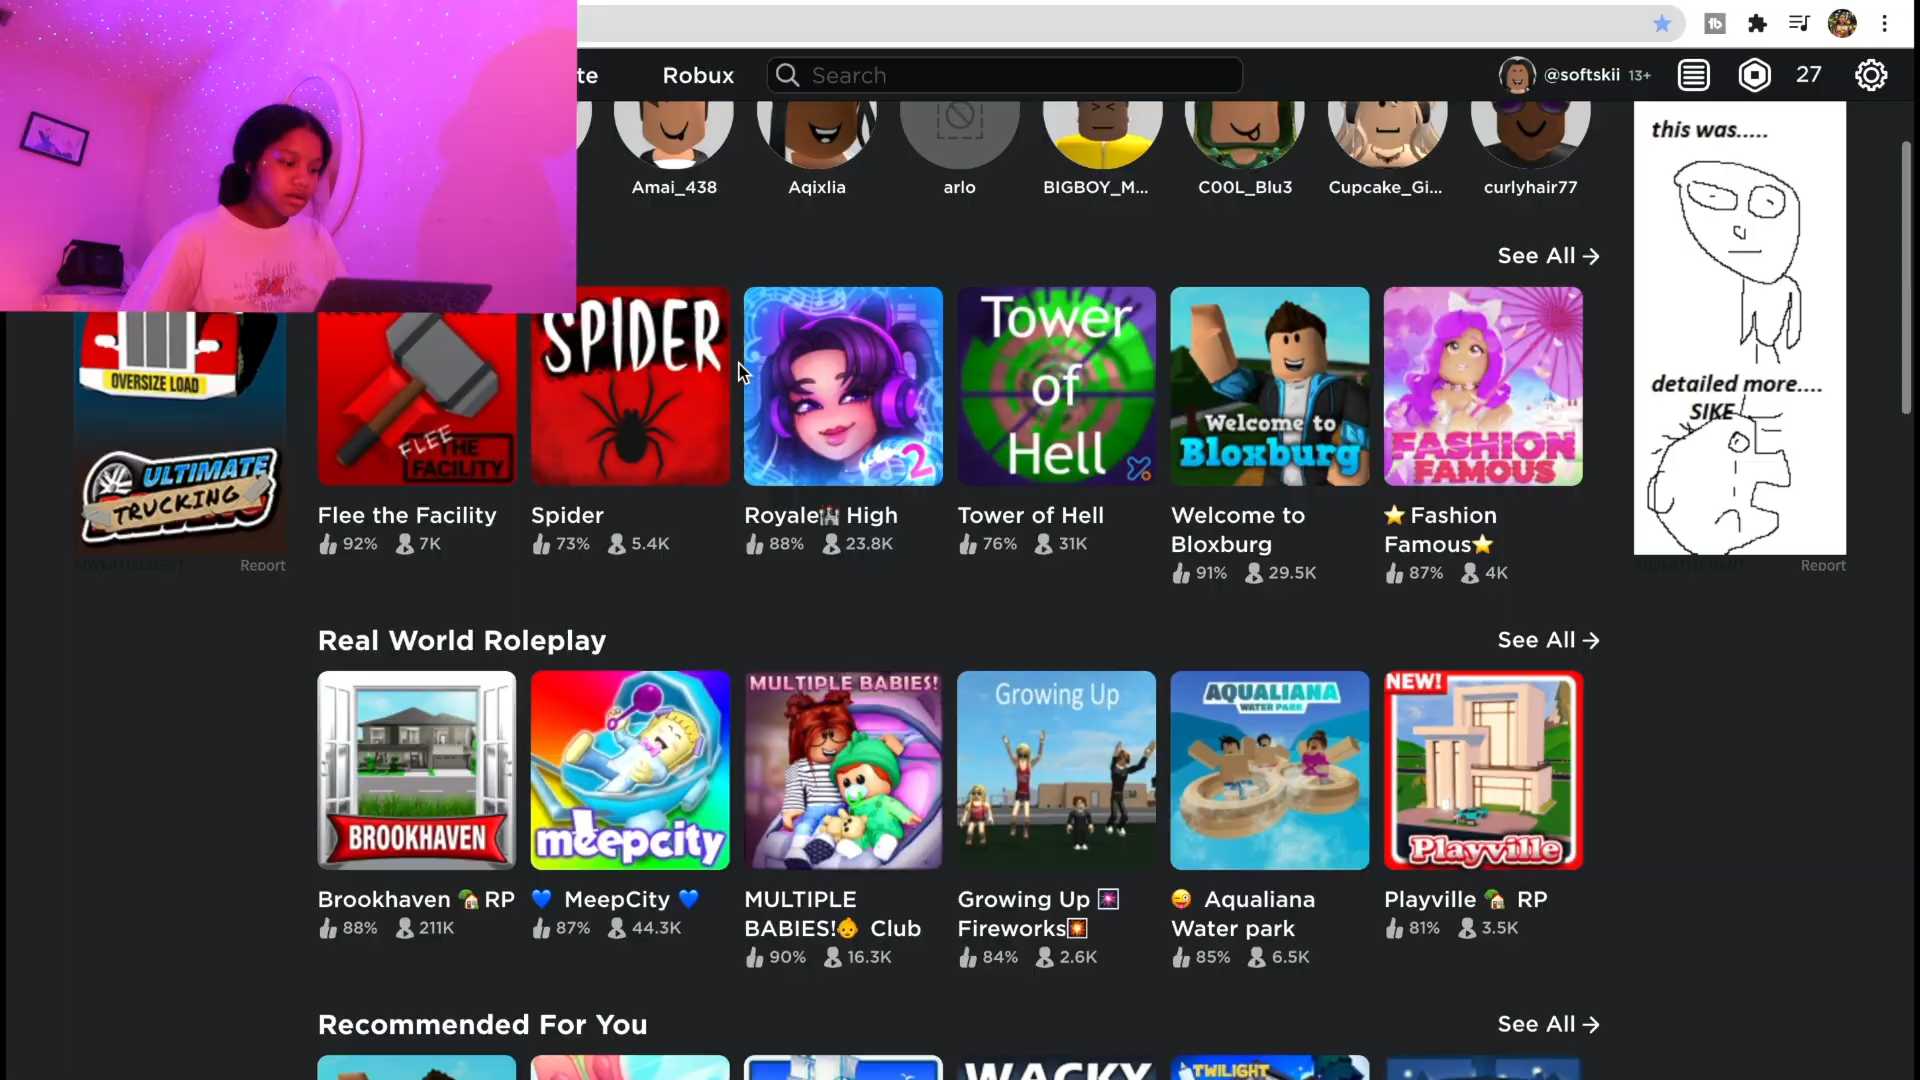 te
Robux
Search
@softskii 13+
27
Amai_438
Aqixlia
arlo
BIGBOY_M...
C00L_Blu3
Cupcake_Gi...
curlyhair77
this was.....
detailed more....
SIKE
See All →
OVERSIZE LOAD
ULTIMATE
TRUCKING
Report
FLEE THE
FACILITY
SPIDER
2
Tower
of
Hell
Welcome to
Bloxburg
FASHION
FAMOUS
Report
Flee the Facility
92% 7K
Spider
73% 5.4K
Royale🏰 High
88% 23.8K
Tower of Hell
76% 31K
Welcome to
Bloxburg
91% 29.5K
⭐ Fashion
Famous⭐
87% 4K
Real World Roleplay
See All →
BROOKHAVEN
meepcity
MULTIPLE BABIES!
Growing Up
AQUALIANA
WATER PARK
NEW!
Playville
Brookhaven 🏡 RP
88% 211K
💙 MeepCity 💙
87% 44.3K
MULTIPLE
BABIES!👶 Club
90% 16.3K
Growing Up 🎆
Fireworks💥
84% 2.6K
😜 Aqualiana
Water park
85% 6.5K
Playville 🏡 RP
81% 3.5K
Recommended For You
See All →
WACKY
TWILIGHT